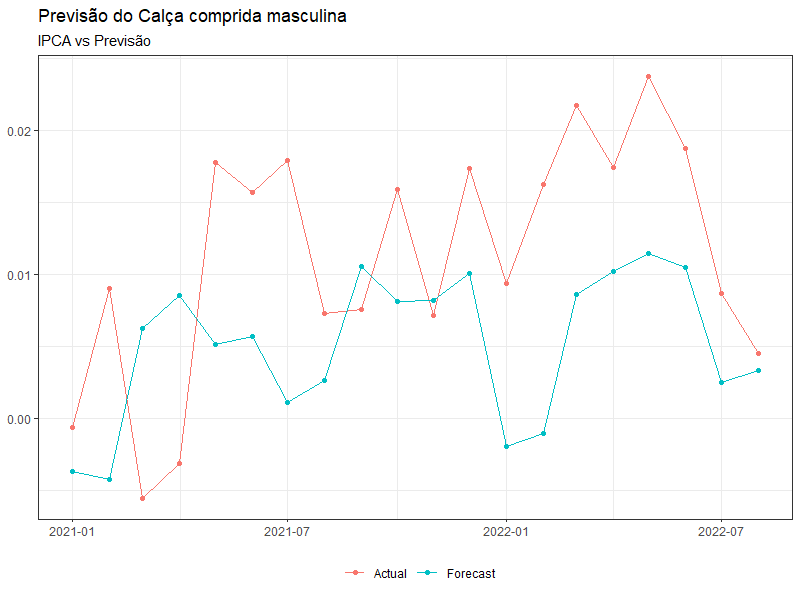 Previsão do Calça comprida masculina
IPCA vs Previsão
0.02
0.01
0.00
2021-01 2021-07 2022-01 2022-07
Actual Forecast